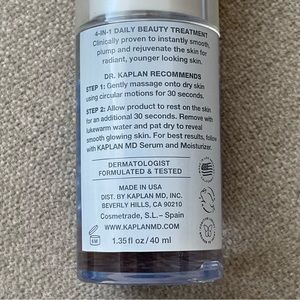 4-IN-1 DAILY BEAUTY TREATMENT
Clinically proven to instantly smooth,
plump and rejuvenate the skin for
radiant, younger looking skin.
DR. KAPLAN RECOMMENDS
STEP 1: Gently massage onto dry skin
using circular motions for 30 seconds.
STEP 2: Allow product to rest on the skin
for an additional 30 seconds. Remove with
lukewarm water and pat dry to reveal
smooth glowing skin. For best results, follow
with KAPLAN MD Serum and Moisturizer.
DERMATOLOGIST
FORMULATED & TESTED
MADE IN USA
DIST. BY KAPLAN MD, INC.
BEVERLY HILLS, CA 90210
Cosmetrade, S.L. – Spain
WWW.KAPLANMD.COM
1.35 fl oz / 40 ml